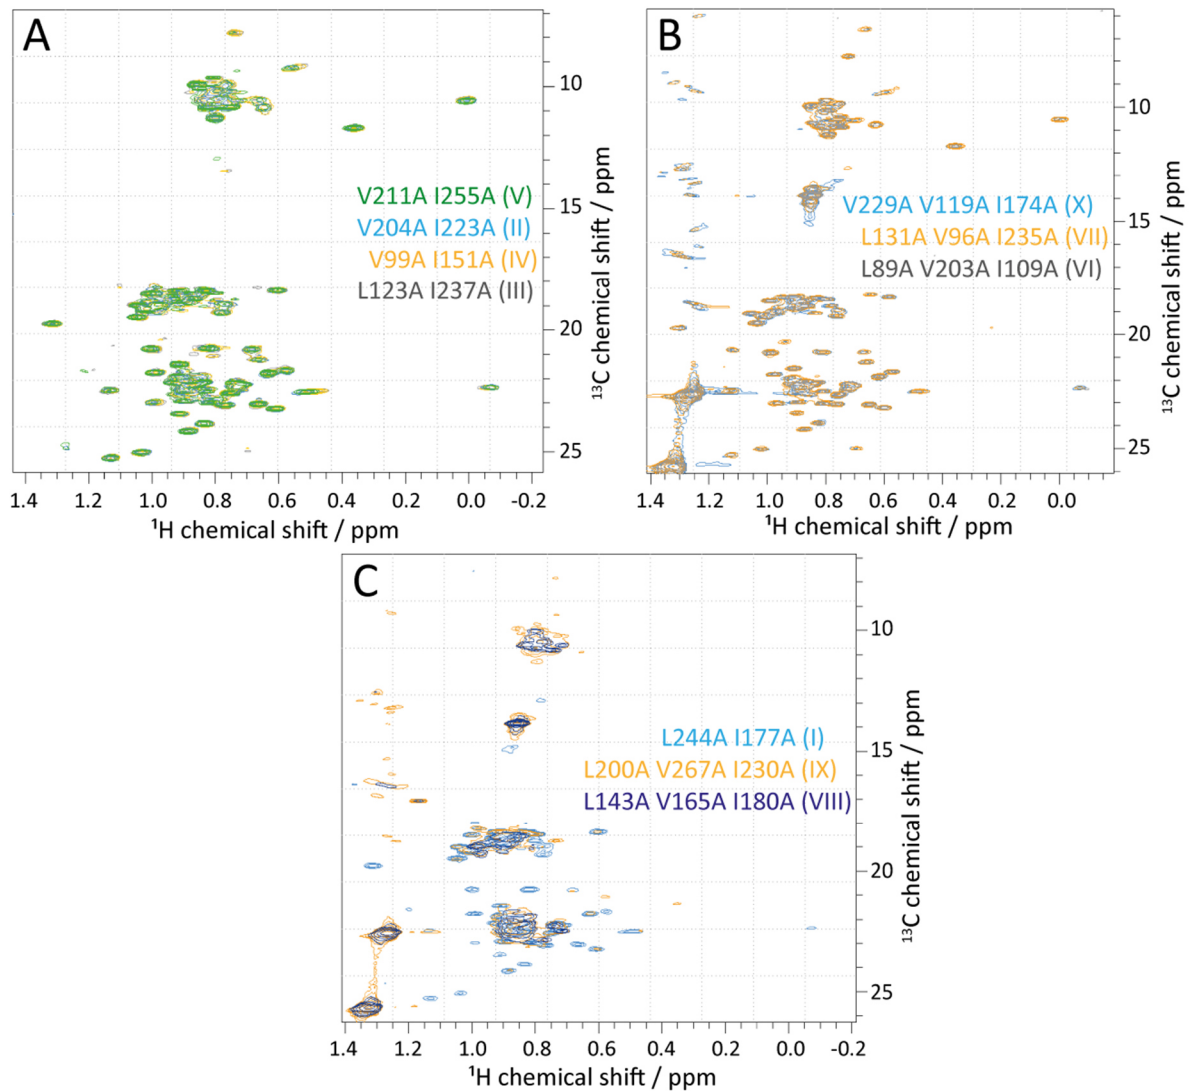 A
10
15
20
25
¹³C chemical shift / ppm
V211A I255A (V)
V204A I223A (II)
V99A I151A (IV)
L123A I237A (III)
1.4 1.2 1.0 0.8 0.6 0.4 0.2 0.0 -0.2
¹H chemical shift / ppm
B
10
15
20
25
¹³C chemical shift / ppm
V229A V119A I174A (X)
L131A V96A I235A (VII)
L89A V203A I109A (VI)
1.4 1.2 1.0 0.8 0.6 0.4 0.2 0.0
¹H chemical shift / ppm
C
10
15
20
25
¹³C chemical shift / ppm
L244A I177A (I)
L200A V267A I230A (IX)
L143A V165A I180A (VIII)
1.4 1.2 1.0 0.8 0.6 0.4 0.2 0.0 -0.2
¹H chemical shift / ppm